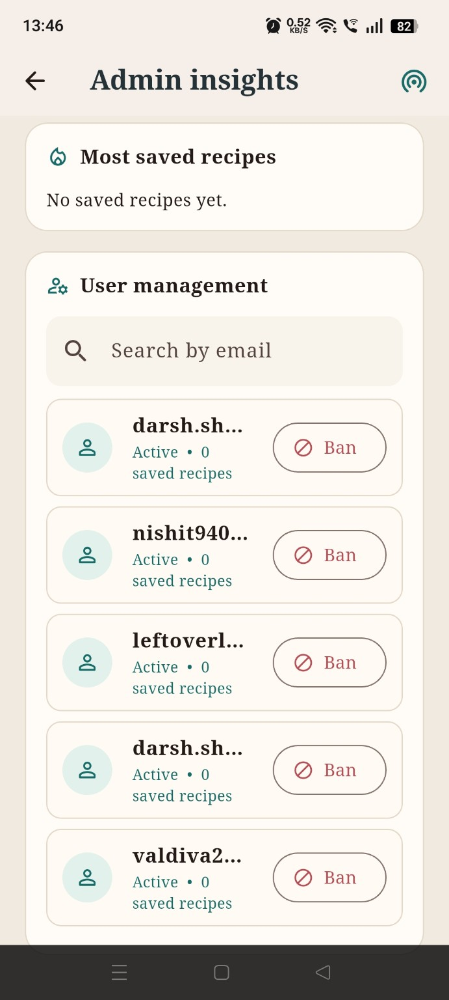 13:46
0.52
KB/S
82
Admin insights
Most saved recipes
No saved recipes yet.
User management
Search by email
darsh.sh...
Active • 0
saved recipes
Ban
nishit940...
Active • 0
saved recipes
Ban
leftoverl...
Active • 0
saved recipes
Ban
darsh.sh...
Active • 0
saved recipes
Ban
valdiva2...
Active • 0
saved recipes
Ban